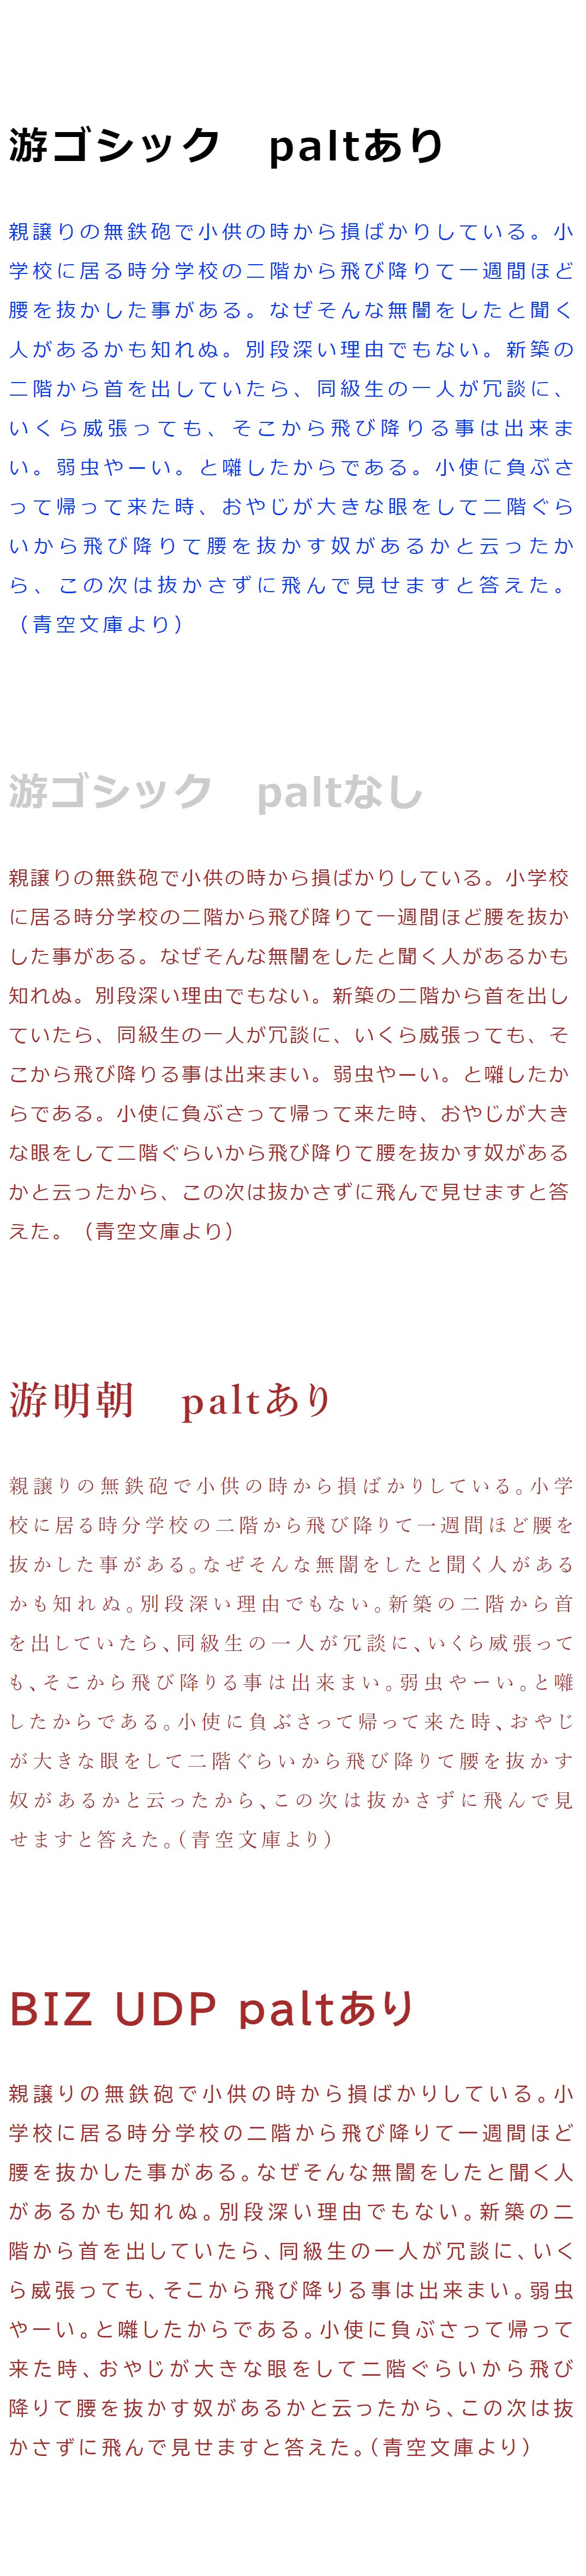 游ゴシック　paltあり
親譲りの無鉄砲で小供の時から損ばかりしている。小
学校に居る時分学校の二階から飛び降りて一週間ほど
腰を抜かした事がある。なぜそんな無闇をしたと聞く
人があるかも知れぬ。別段深い理由でもない。新築の
二階から首を出していたら、同級生の一人が冗談に、
いくら威張っても、そこから飛び降りる事は出来ま
い。弱虫やーい。と囃したからである。小使に負ぶさ
って帰って来た時、おやじが大きな眼をして二階ぐら
いから飛び降りて腰を抜かす奴があるかと云ったか
ら、この次は抜かさずに飛んで見せますと答えた。
（青空文庫より）
游ゴシック　paltなし
親譲りの無鉄砲で小供の時から損ばかりしている。小学校
に居る時分学校の二階から飛び降りて一週間ほど腰を抜か
した事がある。なぜそんな無闇をしたと聞く人があるかも
知れぬ。別段深い理由でもない。新築の二階から首を出し
ていたら、同級生の一人が冗談に、いくら威張っても、そ
こから飛び降りる事は出来まい。弱虫やーい。と囃したか
らである。小使に負ぶさって帰って来た時、おやじが大き
な眼をして二階ぐらいから飛び降りて腰を抜かす奴がある
かと云ったから、この次は抜かさずに飛んで見せますと答
えた。（青空文庫より）
游明朝　paltあり
親譲りの無鉄砲で小供の時から損ばかりしている。小学
校に居る時分学校の二階から飛び降りて一週間ほど腰を
抜かした事がある。なぜそんな無闇をしたと聞く人がある
かも知れぬ。別段深い理由でもない。新築の二階から首
を出していたら、同級生の一人が冗談に、いくら威張って
も、そこから飛び降りる事は出来まい。弱虫やーい。と囃
したからである。小使に負ぶさって帰って来た時、おやじ
が大きな眼をして二階ぐらいから飛び降りて腰を抜かす
奴があるかと云ったから、この次は抜かさずに飛んで見
せますと答えた。（青空文庫より）
BIZ UDP paltあり
親譲りの無鉄砲で小供の時から損ばかりしている。小
学校に居る時分学校の二階から飛び降りて一週間ほど
腰を抜かした事がある。なぜそんな無闇をしたと聞く人
があるかも知れぬ。別段深い理由でもない。新築の二
階から首を出していたら、同級生の一人が冗談に、いく
ら威張っても、そこから飛び降りる事は出来まい。弱虫
やーい。と囃したからである。小使に負ぶさって帰って
来た時、おやじが大きな眼をして二階ぐらいから飛び
降りて腰を抜かす奴があるかと云ったから、この次は抜
かさずに飛んで見せますと答えた。（青空文庫より）